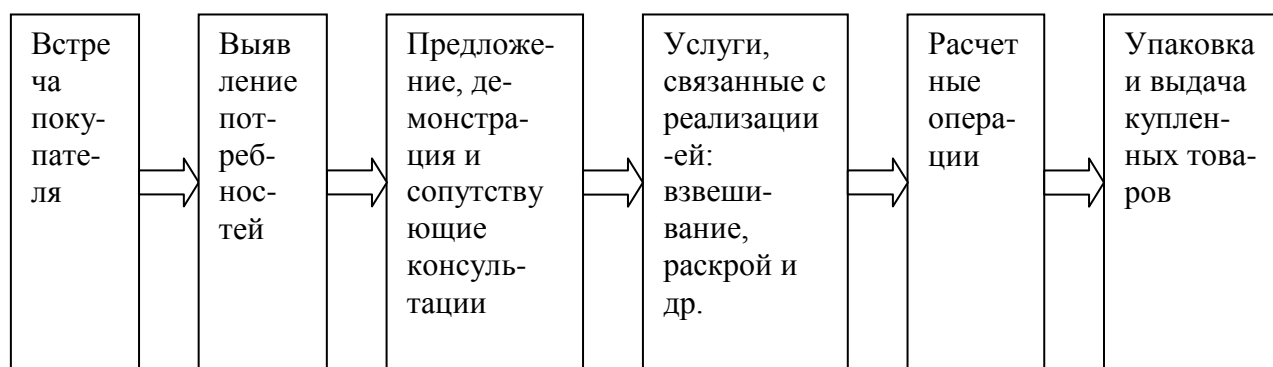 Встре
ча
поку-
пате-
ля
Выяв
ление
пот-
реб-
нос-
тей
Предложе-
ние, де-
монстра-
ция и
сопутству
ющие
консуль-
тации
Услуги,
связанные с
реализации
-ей:
взвеши-
вание,
раскрой и
др.
Расчет
ные
опера-
ции
Упаковка
и выдача
куплен-
ных това-
ров